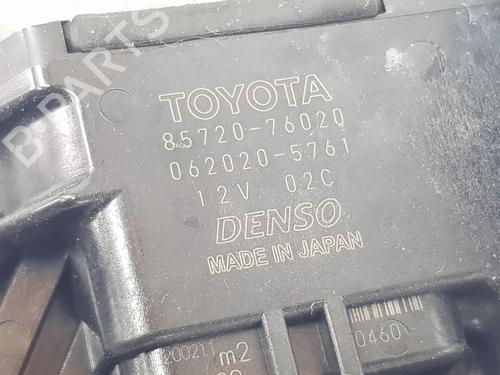 TOYOTA
85720-76020
062020-5761
12V 02C
DENSO
MADE IN JAPAN
0460
200211 m2
B-PARTS